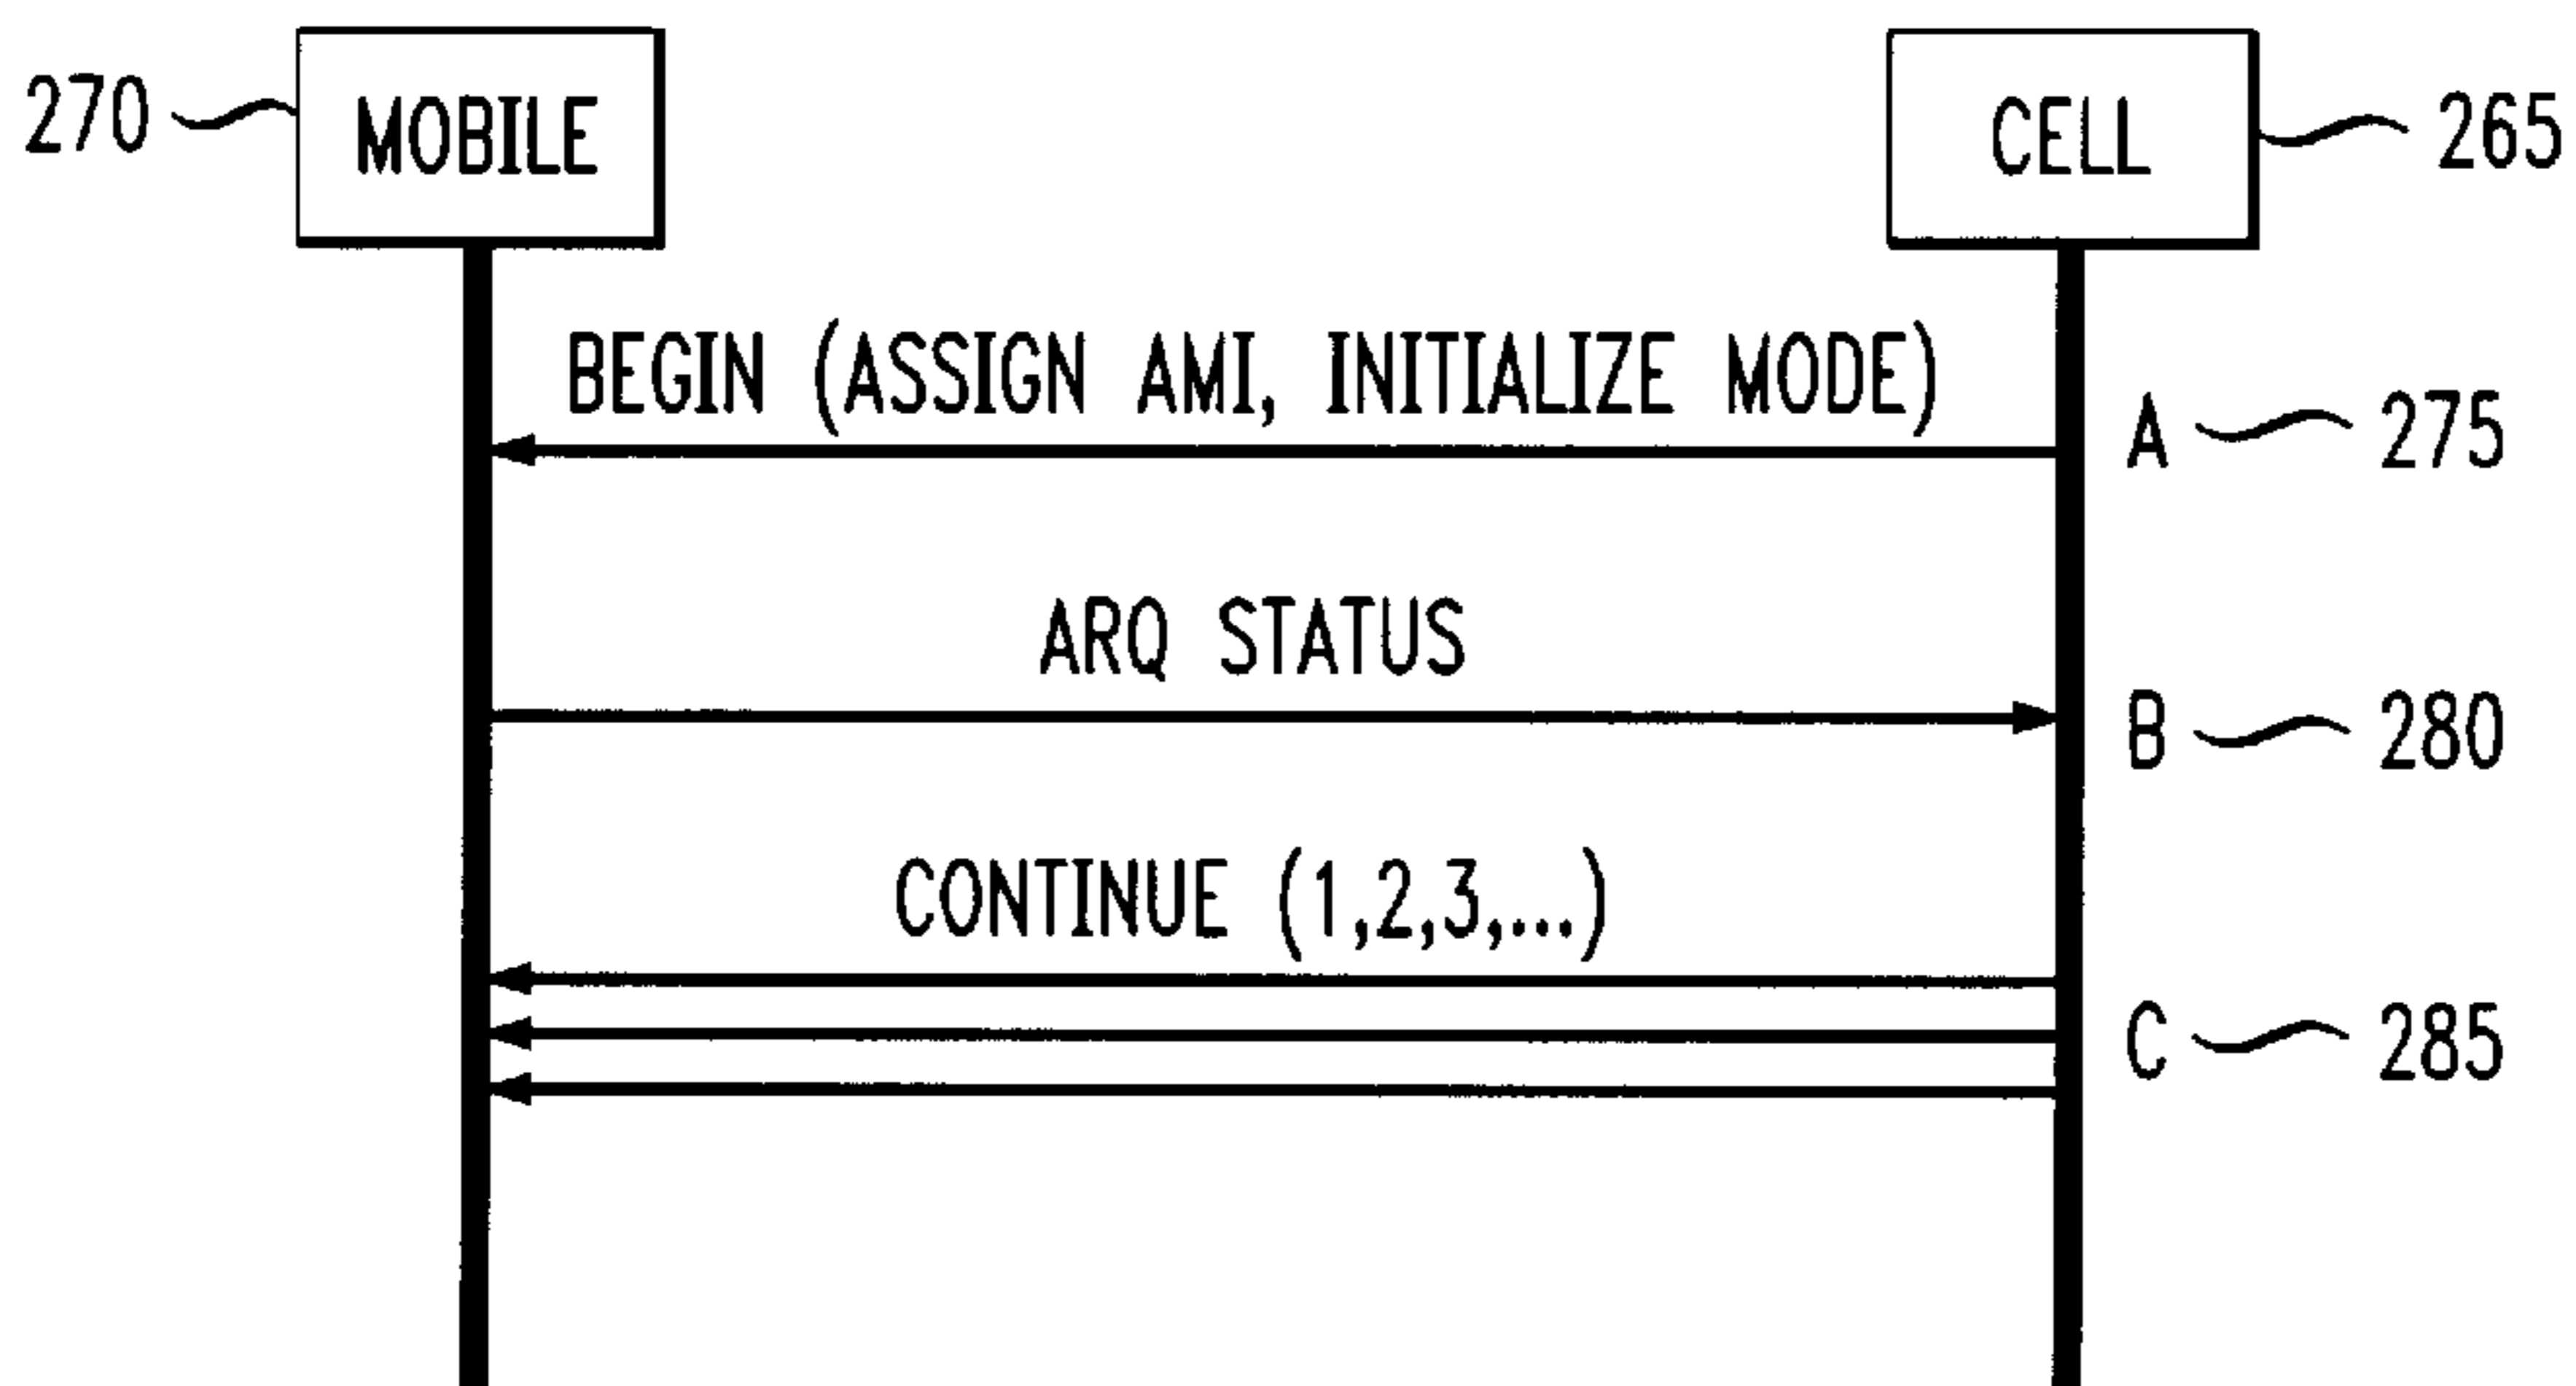 270 MOBILE CELL 265
BEGIN (ASSIGN AMI, INITIALIZE MODE)
A 275
ARQ STATUS
B 280
CONTINUE (1,2,3,...)
C 285